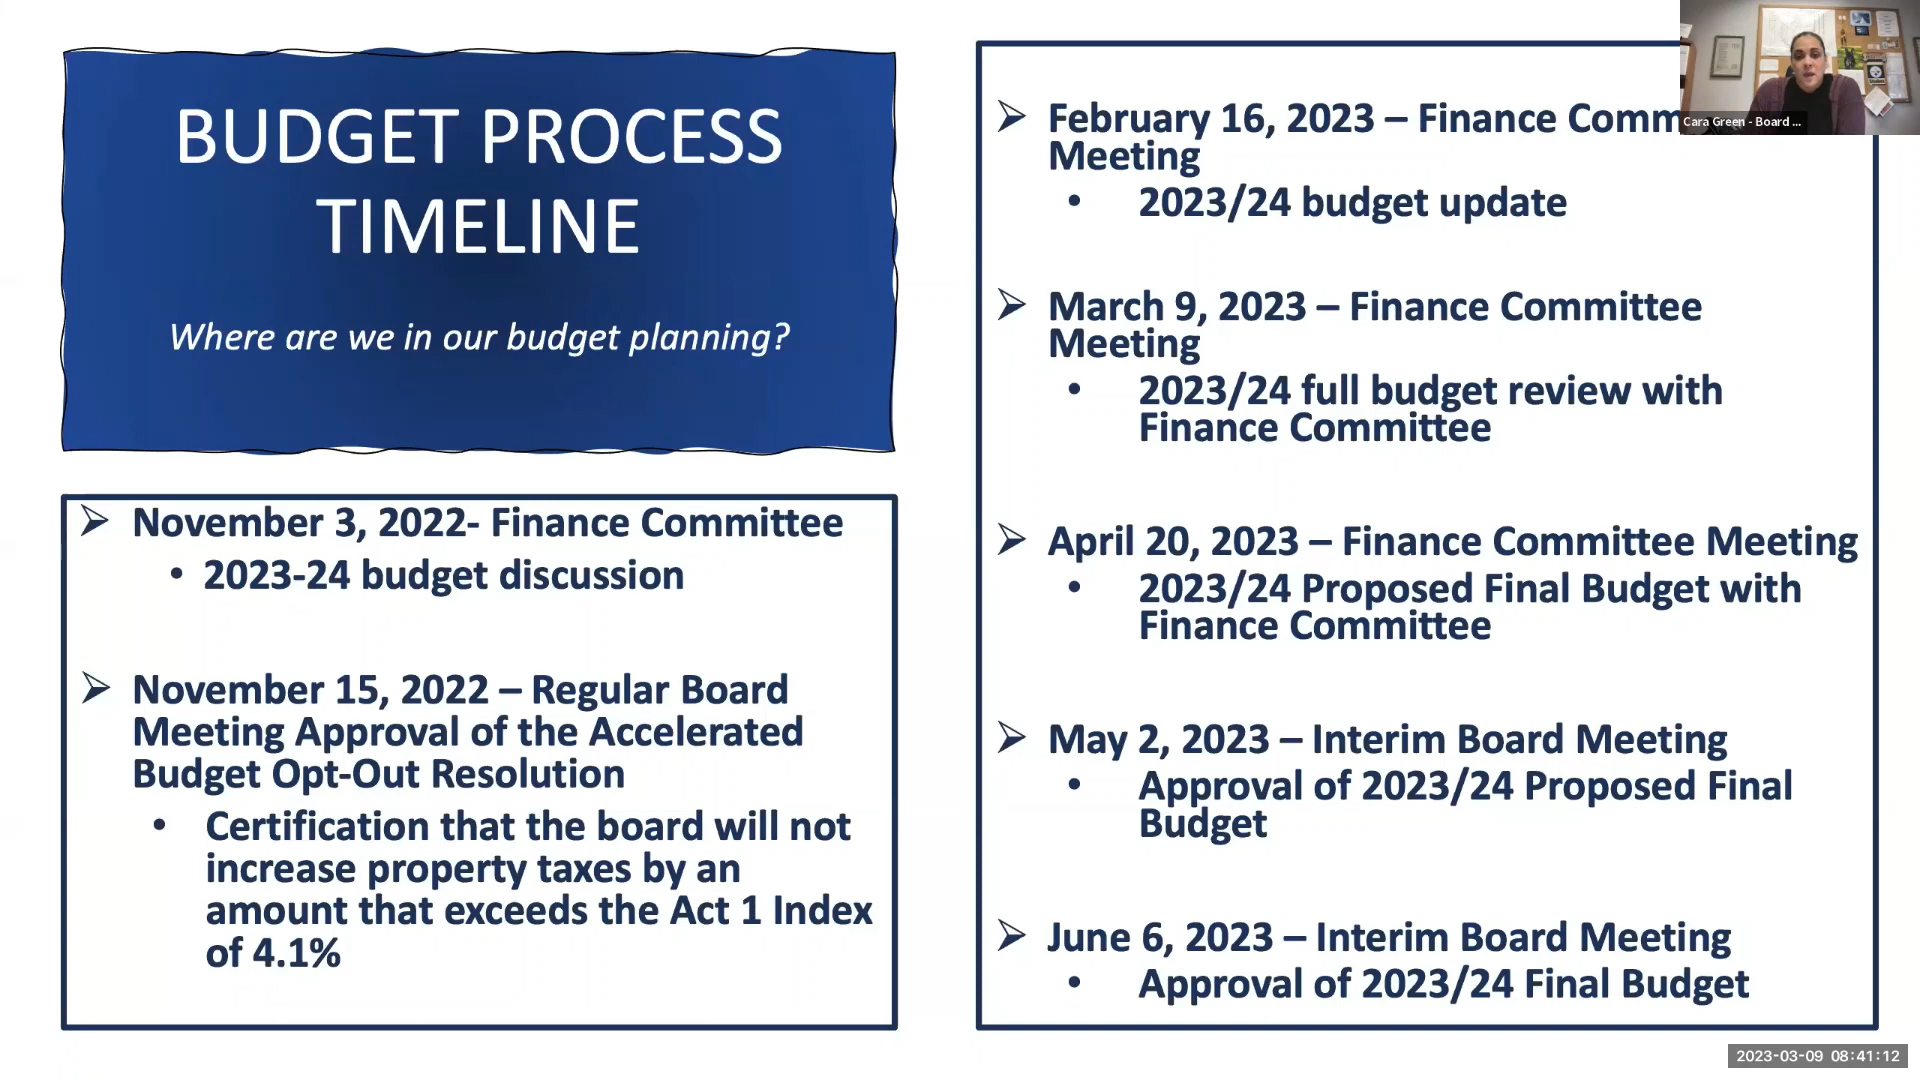 BUDGET PROCESS
TIMELINE
Where are we in our budget planning?
➢ November 3, 2022- Finance Committee
• 2023-24 budget discussion
➢ November 15, 2022 – Regular Board
Meeting Approval of the Accelerated
Budget Opt-Out Resolution
• Certification that the board will not
increase property taxes by an
amount that exceeds the Act 1 Index
of 4.1%
➢ February 16, 2023 – Finance Comm
Meeting
• 2023/24 budget update
➢ March 9, 2023 – Finance Committee
Meeting
• 2023/24 full budget review with
Finance Committee
➢ April 20, 2023 – Finance Committee Meeting
• 2023/24 Proposed Final Budget with
Finance Committee
➢ May 2, 2023 – Interim Board Meeting
• Approval of 2023/24 Proposed Final
Budget
➢ June 6, 2023 – Interim Board Meeting
• Approval of 2023/24 Final Budget
Cara Green - Board ...
2023-03-09 08:41:12